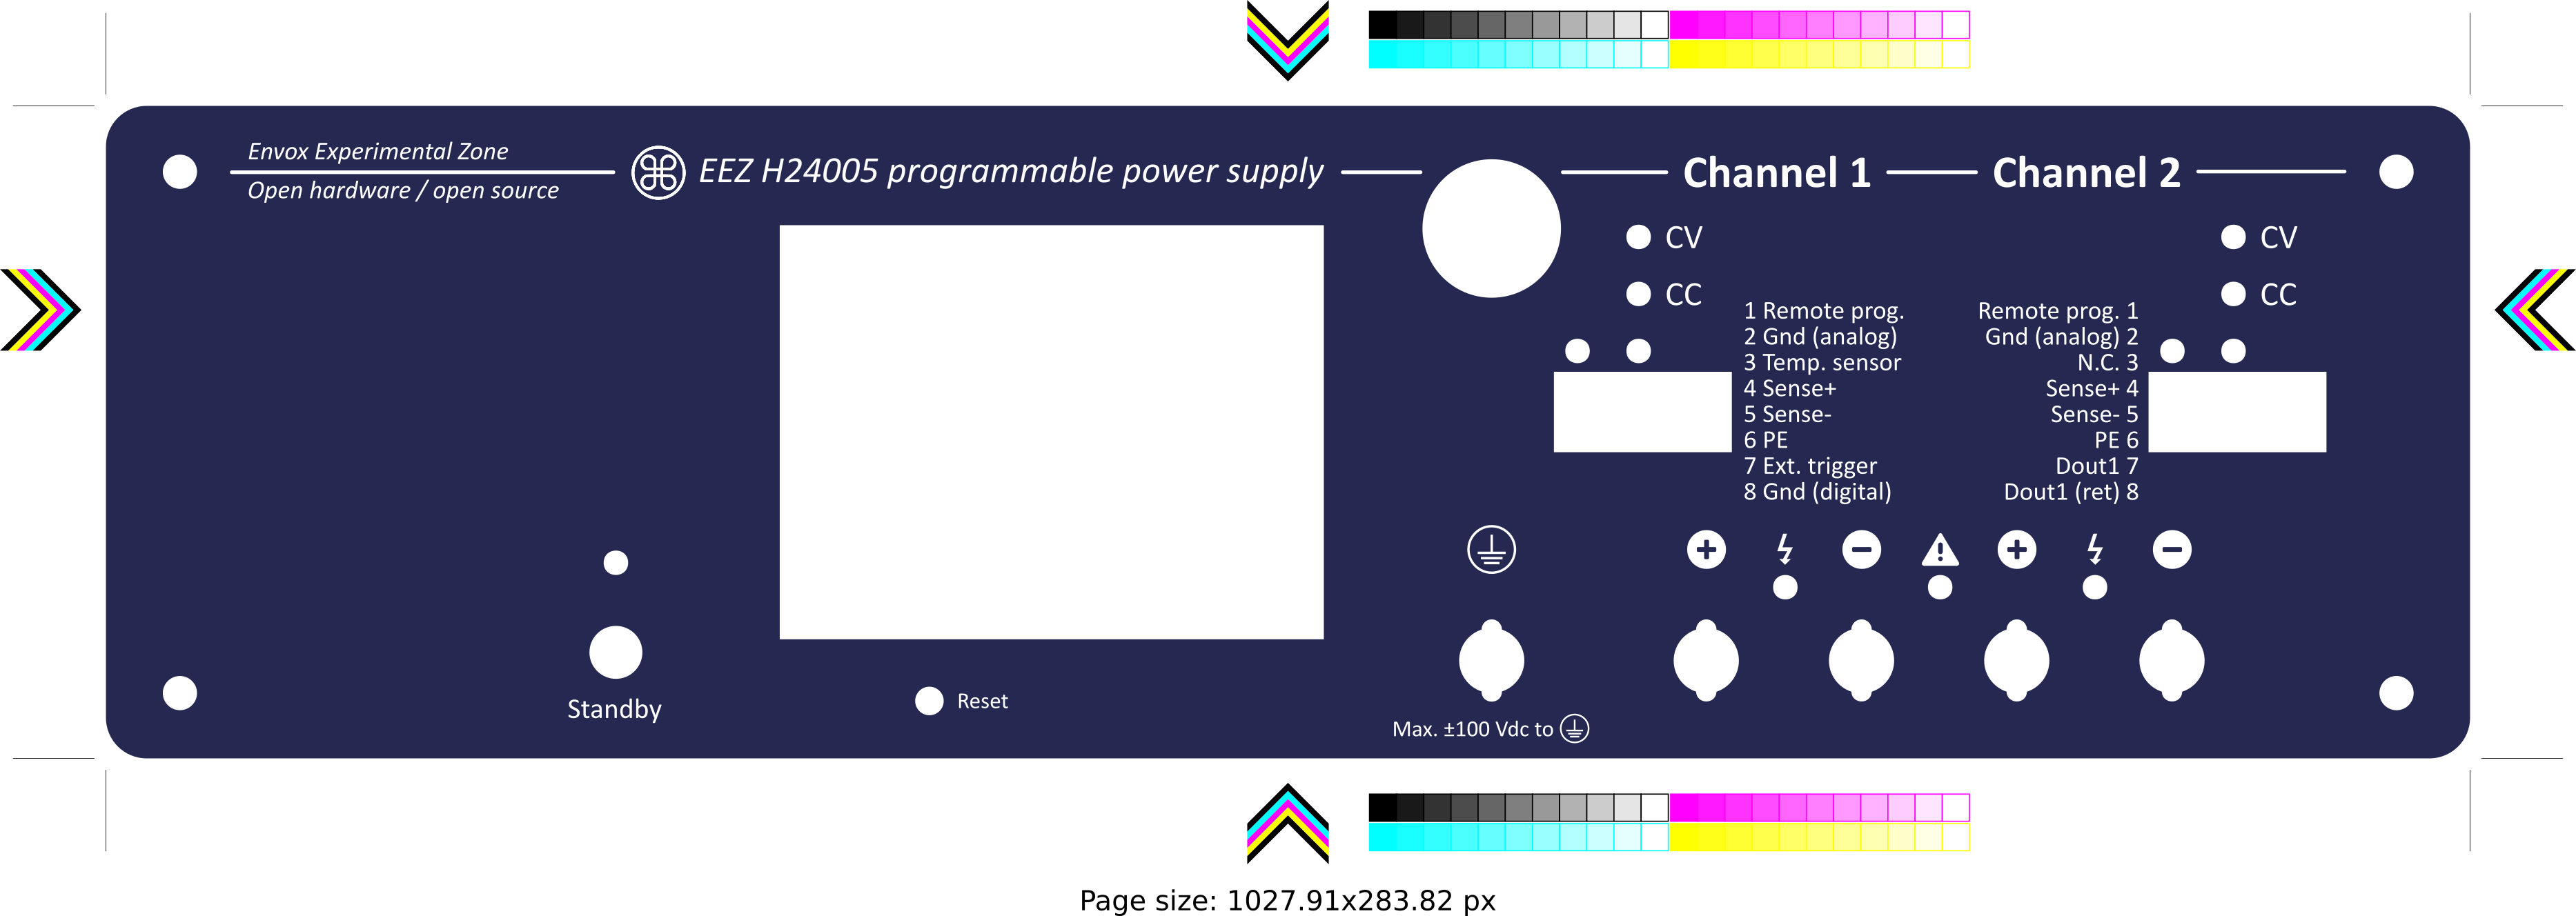 Envox Experimental Zone
Open hardware / open source
EEZ H24005 programmable power supply
Channel 1
Channel 2
CV
CC
CV
CC
1 Remote prog.
2 Gnd (analog)
3 Temp. sensor
4 Sense+
5 Sense-
6 PE
7 Ext. trigger
8 Gnd (digital)
Remote prog. 1
Gnd (analog) 2
N.C. 3
Sense+ 4
Sense- 5
PE 6
Dout1 7
Dout1 (ret) 8
Standby
Reset
Max. ±100 Vdc to
Page size: 1027.91x283.82 px